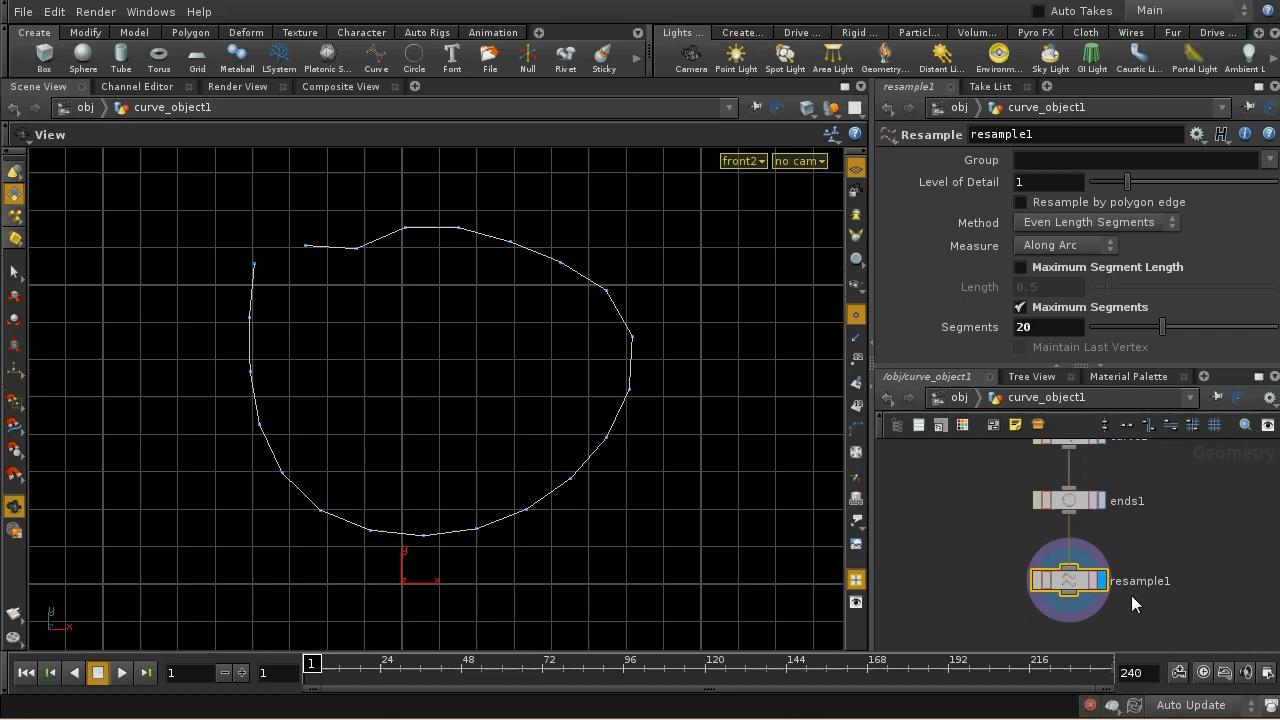 File Edit Render Windows Help
Auto Takes Main
Create Modify Model Polygon Deform Texture Character Auto Rigs Animation
Lights ... Create... Drive ... Rigid ... Particl... Volum... Pyro FX Cloth Wires Fur Drive ...
Box Sphere Tube Torus Grid Metaball LSystem Platonic S... Curve Circle Font File Null Rivet Sticky
Camera Point Light Spot Light Area Light Geometry... Distant Li... Environm... Sky Light GI Light Caustic Li... Portal Light Ambient L
Scene View Channel Editor Render View Composite View
resample1 Take List
obj curve_object1
obj curve_object1
View
front2 no cam
Resample resample1
Group
Level of Detail 1
Resample by polygon edge
Method Even Length Segments
Measure Along Arc
Maximum Segment Length
Length 0.5
Maximum Segments
Segments 20
Maintain Last Vertex
/obj/curve_object1 Tree View Material Palette
obj curve_object1
Geometry
ends1
resample1
y
x
y
x
1 1 1 24 48 72 96 120 144 168 192 216 240
Auto Update